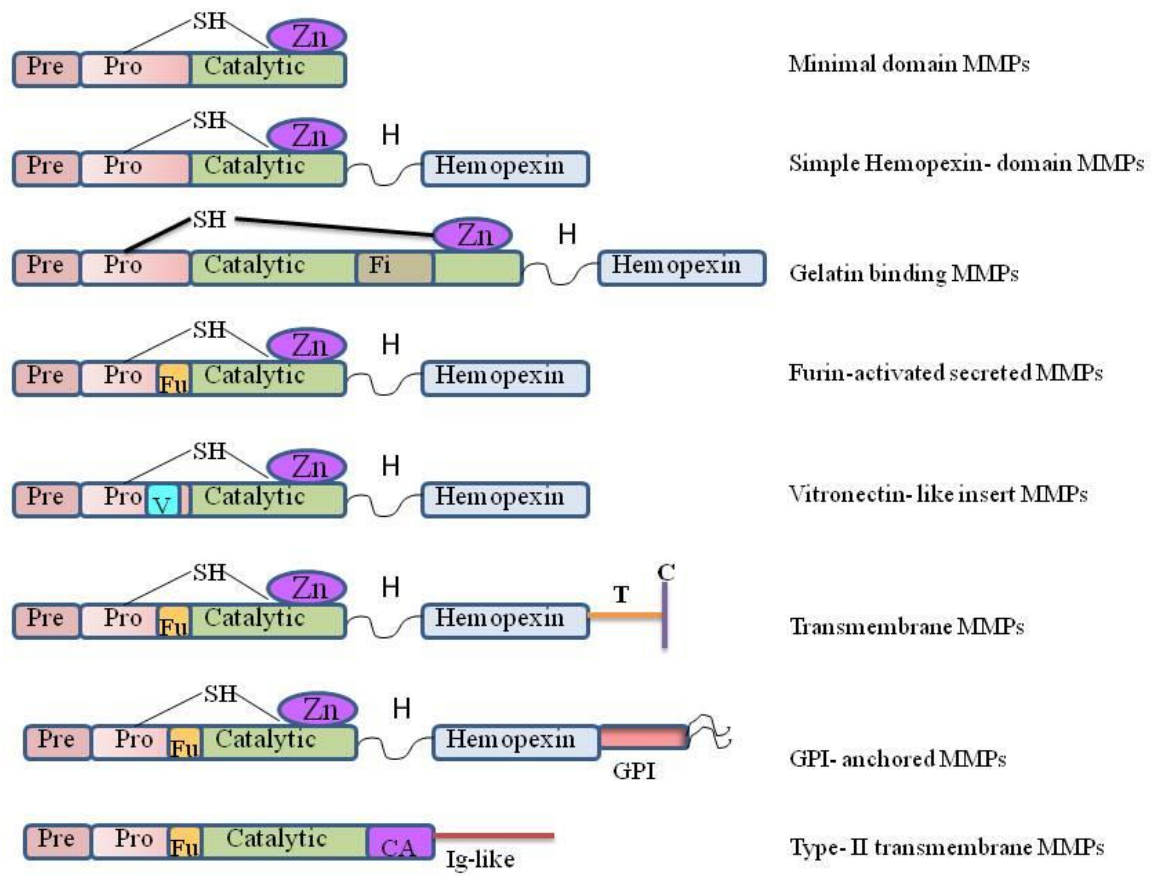 SH
Zn
Pre Pro Catalytic
Minimal domain MMPs
SH
Zn H
Pre Pro Catalytic Hemopexin
Simple Hemopexin- domain MMPs
SH
Zn H
Pre Pro Catalytic Fi Hemopexin
Gelatin binding MMPs
SH
Zn H
Pre Pro Fu Catalytic Hemopexin
Furin-activated secreted MMPs
SH
Zn H
Pre Pro V Catalytic Hemopexin
Vitronectin- like insert MMPs
SH
Zn H T C
Pre Pro Fu Catalytic Hemopexin
Transmembrane MMPs
SH
Zn H
Pre Pro Fu Catalytic Hemopexin
GPI
GPI- anchored MMPs
Pre Pro Fu Catalytic CA
Ig-like
Type- II transmembrane MMPs